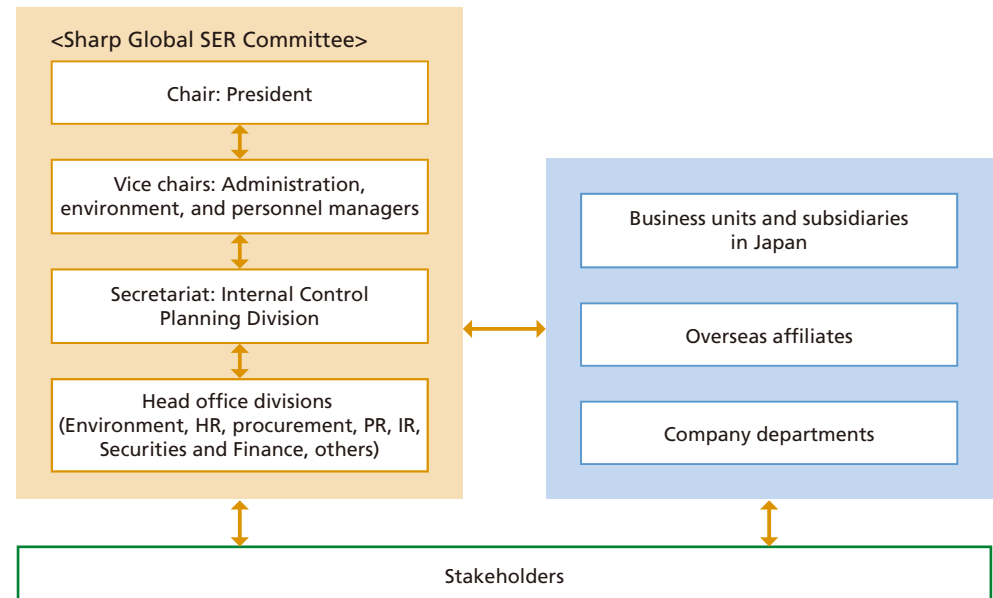 <Sharp Global SER Committee>
Chair: President
Vice chairs: Administration,
environment, and personnel managers
Secretariat: Internal Control
Planning Division
Head office divisions
(Environment, HR, procurement, PR, IR,
Securities and Finance, others)
Business units and subsidiaries
in Japan
Overseas affiliates
Company departments
Stakeholders